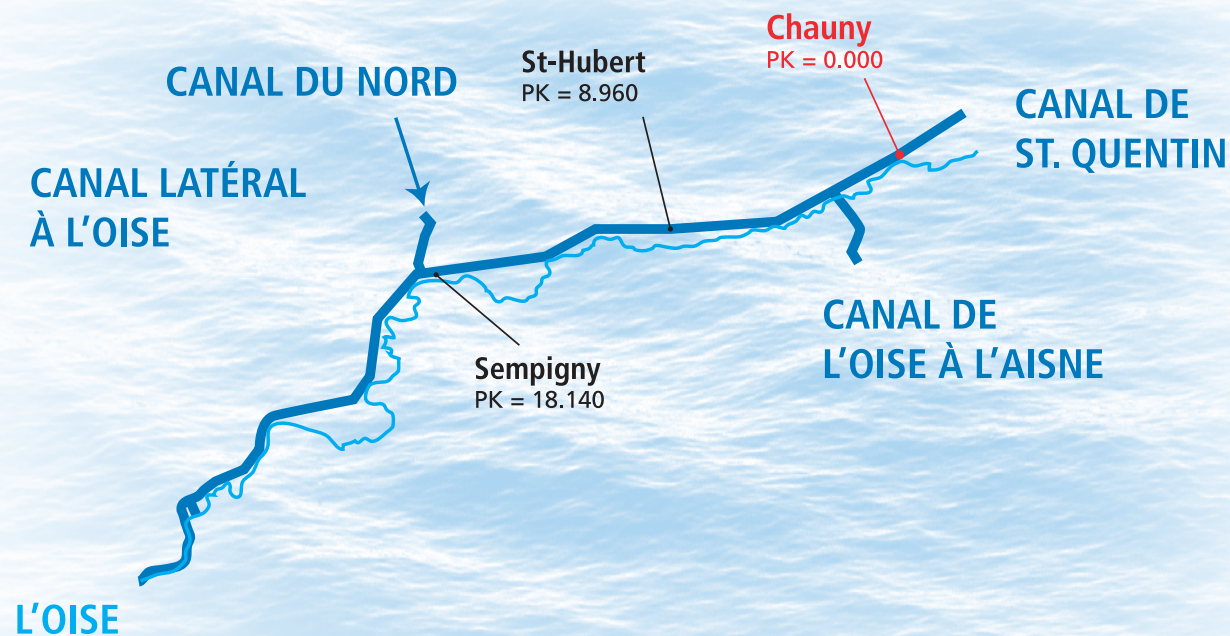 Chauny
PK = 0.000
St-Hubert
PK = 8.960
CANAL DU NORD
CANAL DE
ST. QUENTIN
CANAL LATÉRAL
À L'OISE
CANAL DE
L'OISE À L'AISNE
Sempigny
PK = 18.140
L'OISE